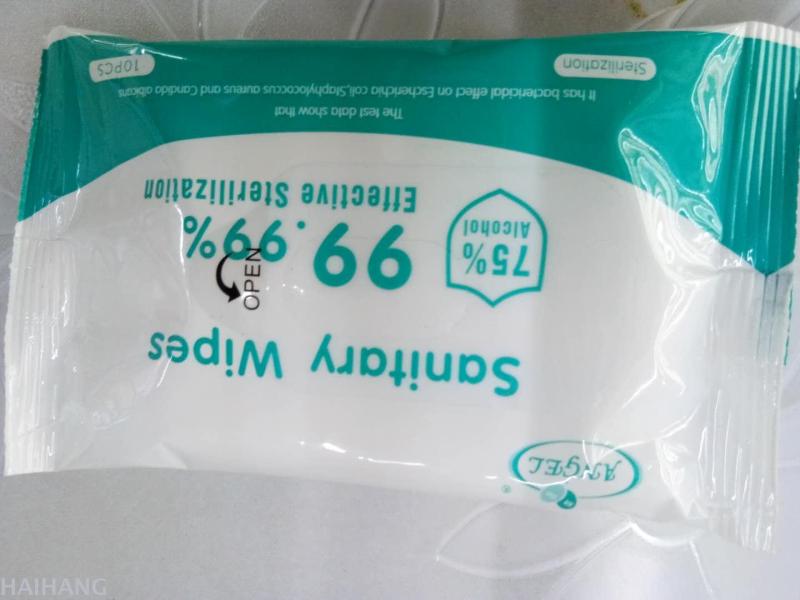 ANGEL
®
Sanitary Wipes
75%
Alcohol
99.99%
Effective Sterilization
OPEN
The test data show that
It has bactericidal effect on Escherichia coli,Staphylococcus aureus and Candida albicans
Sterilization
10PCS
HAIHANG